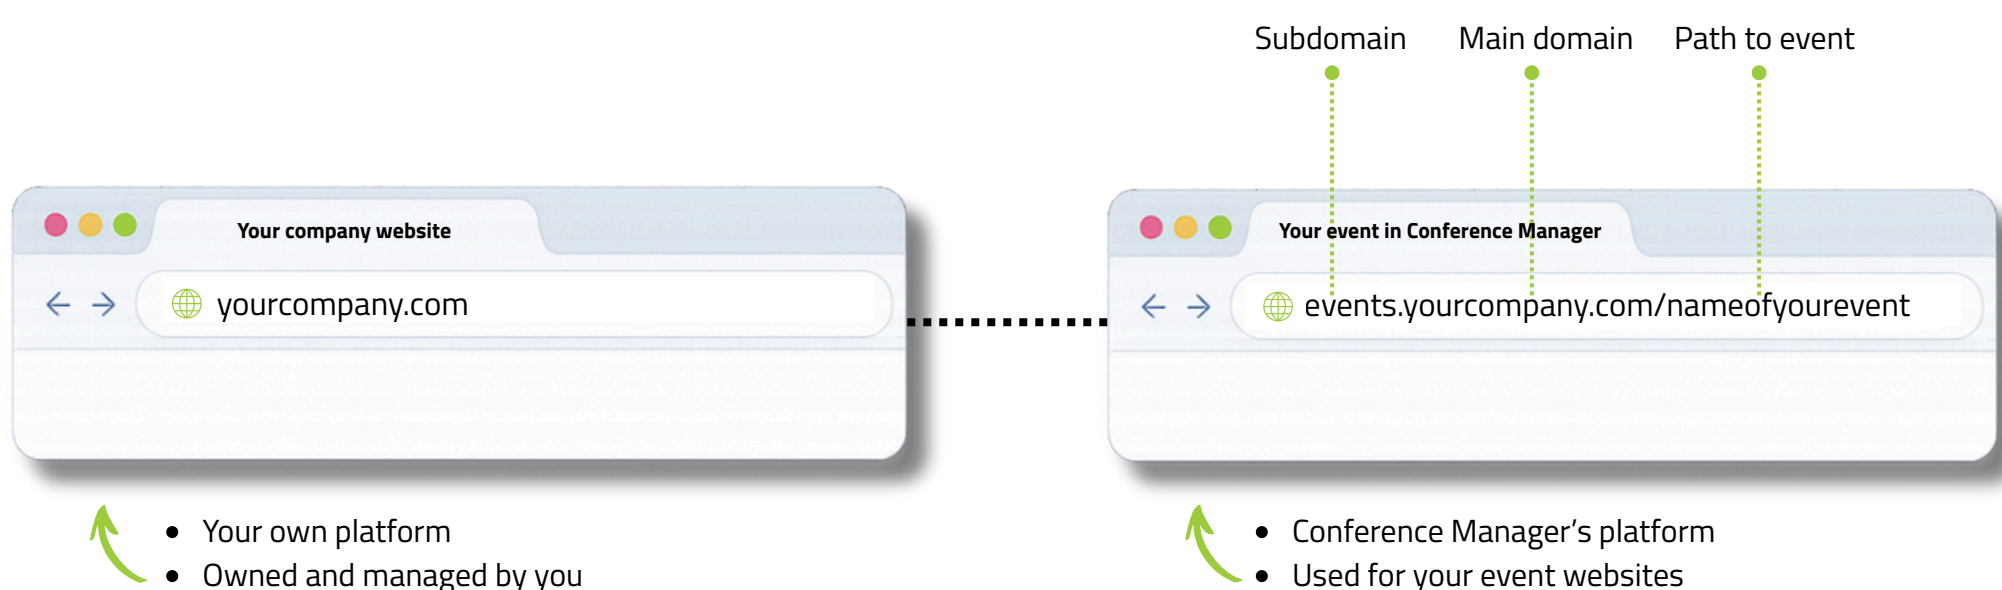 Subdomain Main domain Path to event
Your company website
yourcompany.com
Your own platform
Owned and managed by you
Your event in Conference Manager
events.yourcompany.com/nameofyourevent
Conference Manager’s platform
Used for your event websites